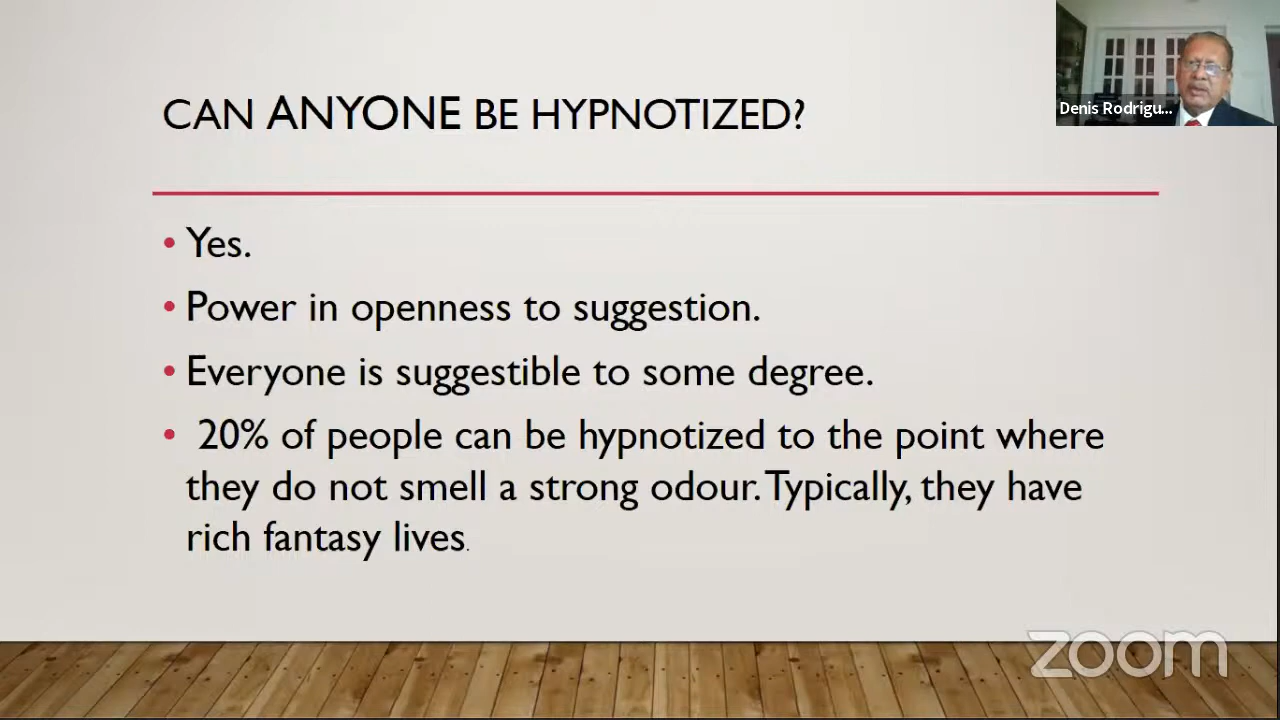 CAN ANYONE BE HYPNOTIZED?
Denis Rodrigu...
• Yes.
• Power in openness to suggestion.
• Everyone is suggestible to some degree.
• 20% of people can be hypnotized to the point where
they do not smell a strong odour. Typically, they have
rich fantasy lives.
zoom